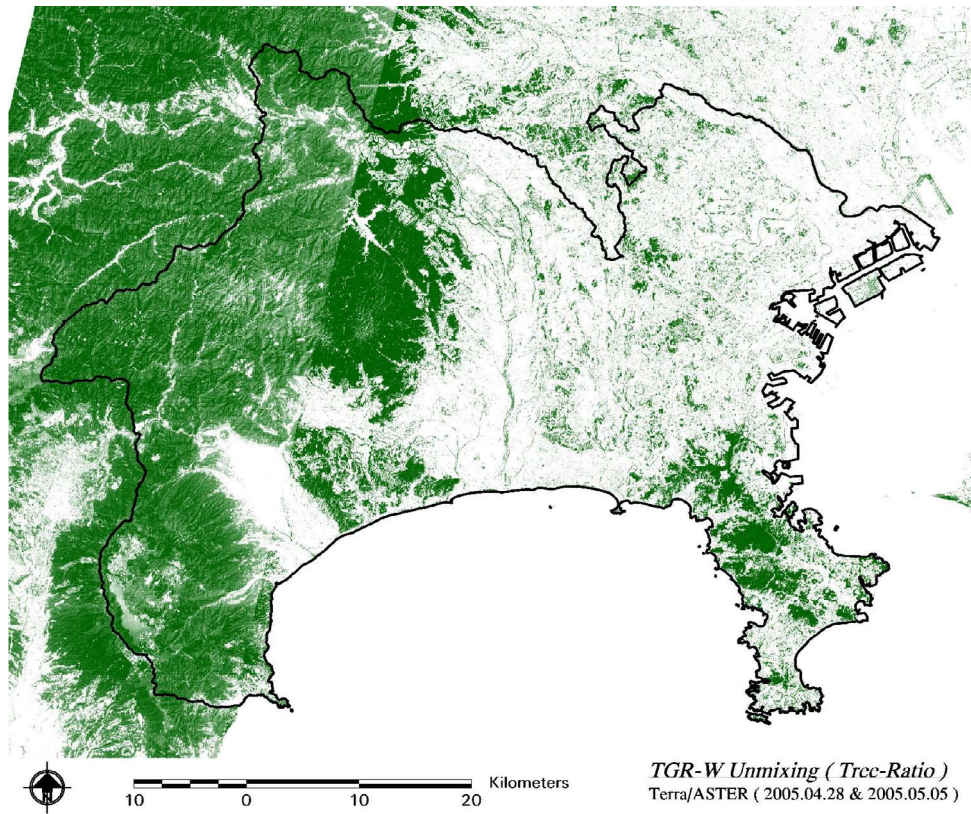 N
Kilometers
10 0 10 20
TGR-W Unmixing ( Tree-Ratio )
Terra/ASTER ( 2005.04.28 & 2005.05.05 )